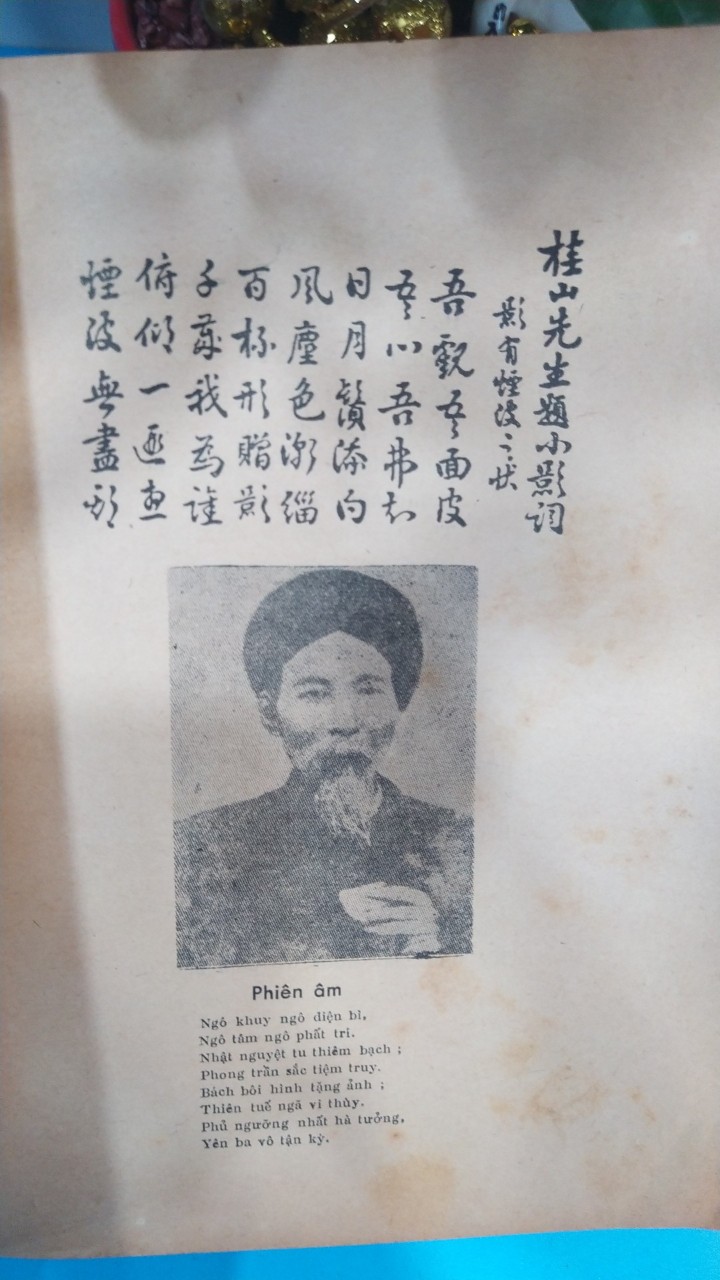 桂山先生題小影詞
影有煙波之状
吾吾面皮
吾心吾弗知
日月鬚添白
風塵色漸緇
百杯形贈影
千歳我為誰
俯仰一遐想
煙波無盡期
Phiên âm
Ngô khuy ngô diện bì,
Ngô tâm ngô phất tri.
Nhật nguyệt tu thiêm bạch ;
Phong trần sắc tiệm truy.
Bách bôi hình tặng ảnh ;
Thiên tuế ngã vi thùy.
Phủ ngưỡng nhất hà tưởng,
Yên ba vô tận kỳ.